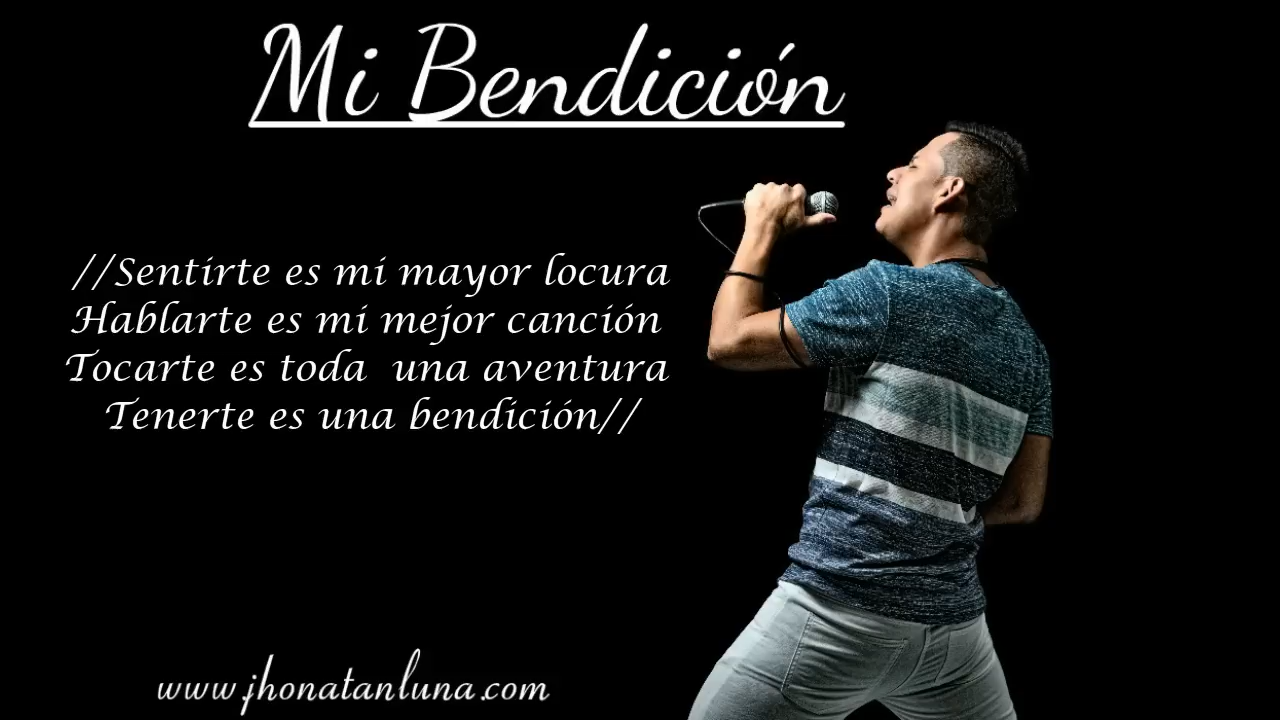 Mi Bendición
//Sentirte es mi mayor locura
Hablarte es mi mejor canción
Tocarte es toda  una aventura
Tenerte es una bendición//
www.jhonatanluna.com